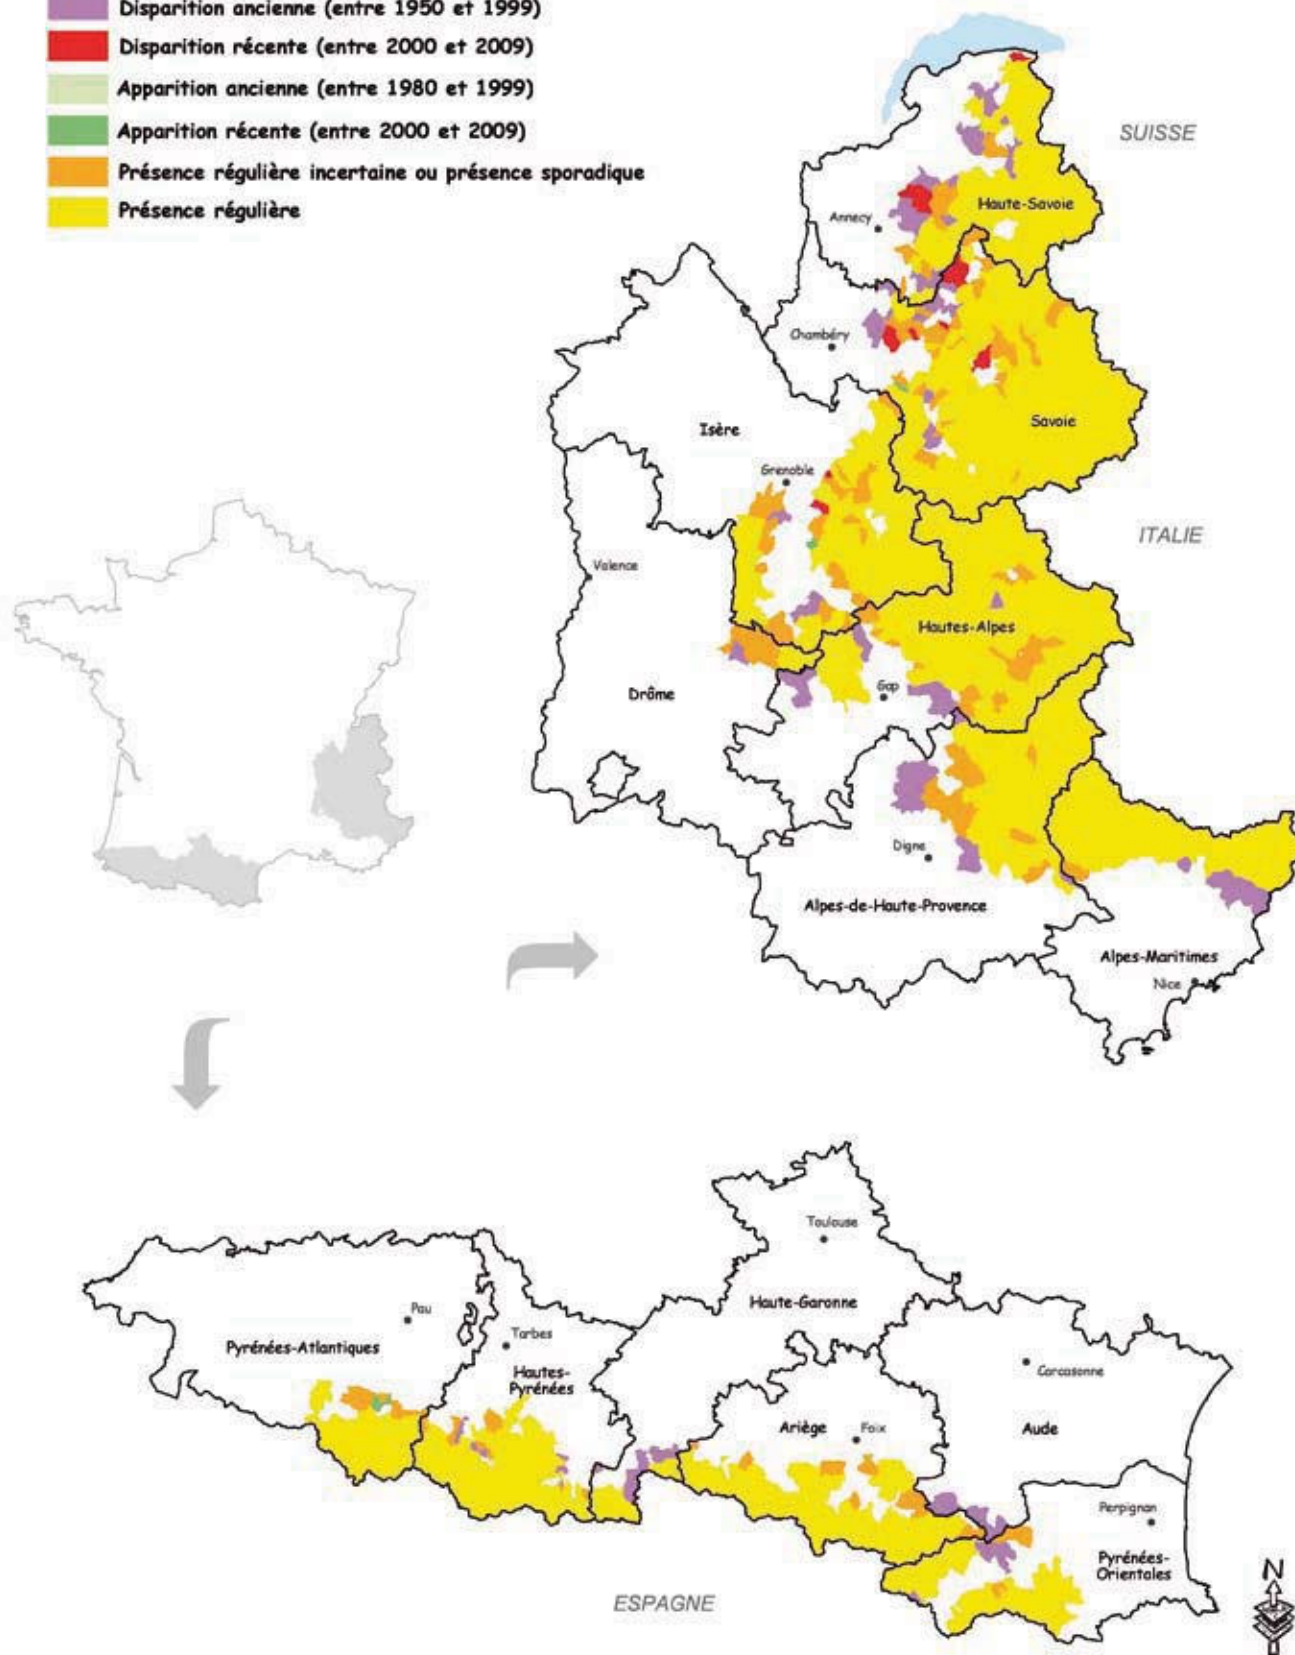 Disparition ancienne (entre 1950 et 1999)
Disparition récente (entre 2000 et 2009)
Apparition ancienne (entre 1980 et 1999)
Apparition récente (entre 2000 et 2009)
Présence régulière incertaine ou présence sporadique
Présence régulière
SUISSE
Haute-Savoie
Annecy
Chambéry
Savoie
Isère
Grenoble
ITALIE
Valence
Hautes-Alpes
Gap
Drôme
Digne
Alpes-de-Haute-Provence
Alpes-Maritimes
Nice
Toulouse
Haute-Garonne
Pau
Tarbes
Pyrénées-Atlantiques
Hautes-
Pyrénées
Carcasonne
Ariège
Foix
Aude
Perpignan
Pyrénées-
Orientales
ESPAGNE
N